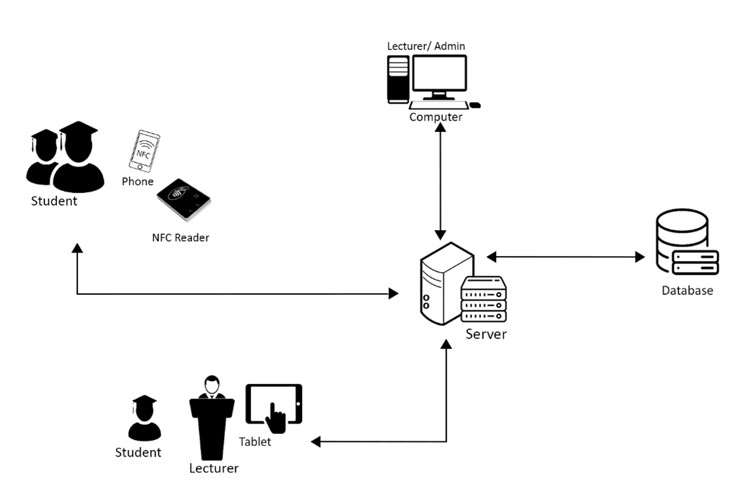 Lecturer/ Admin
Computer
NFC
Phone
Student
NFC Reader
Database
Server
Student
Lecturer
Tablet